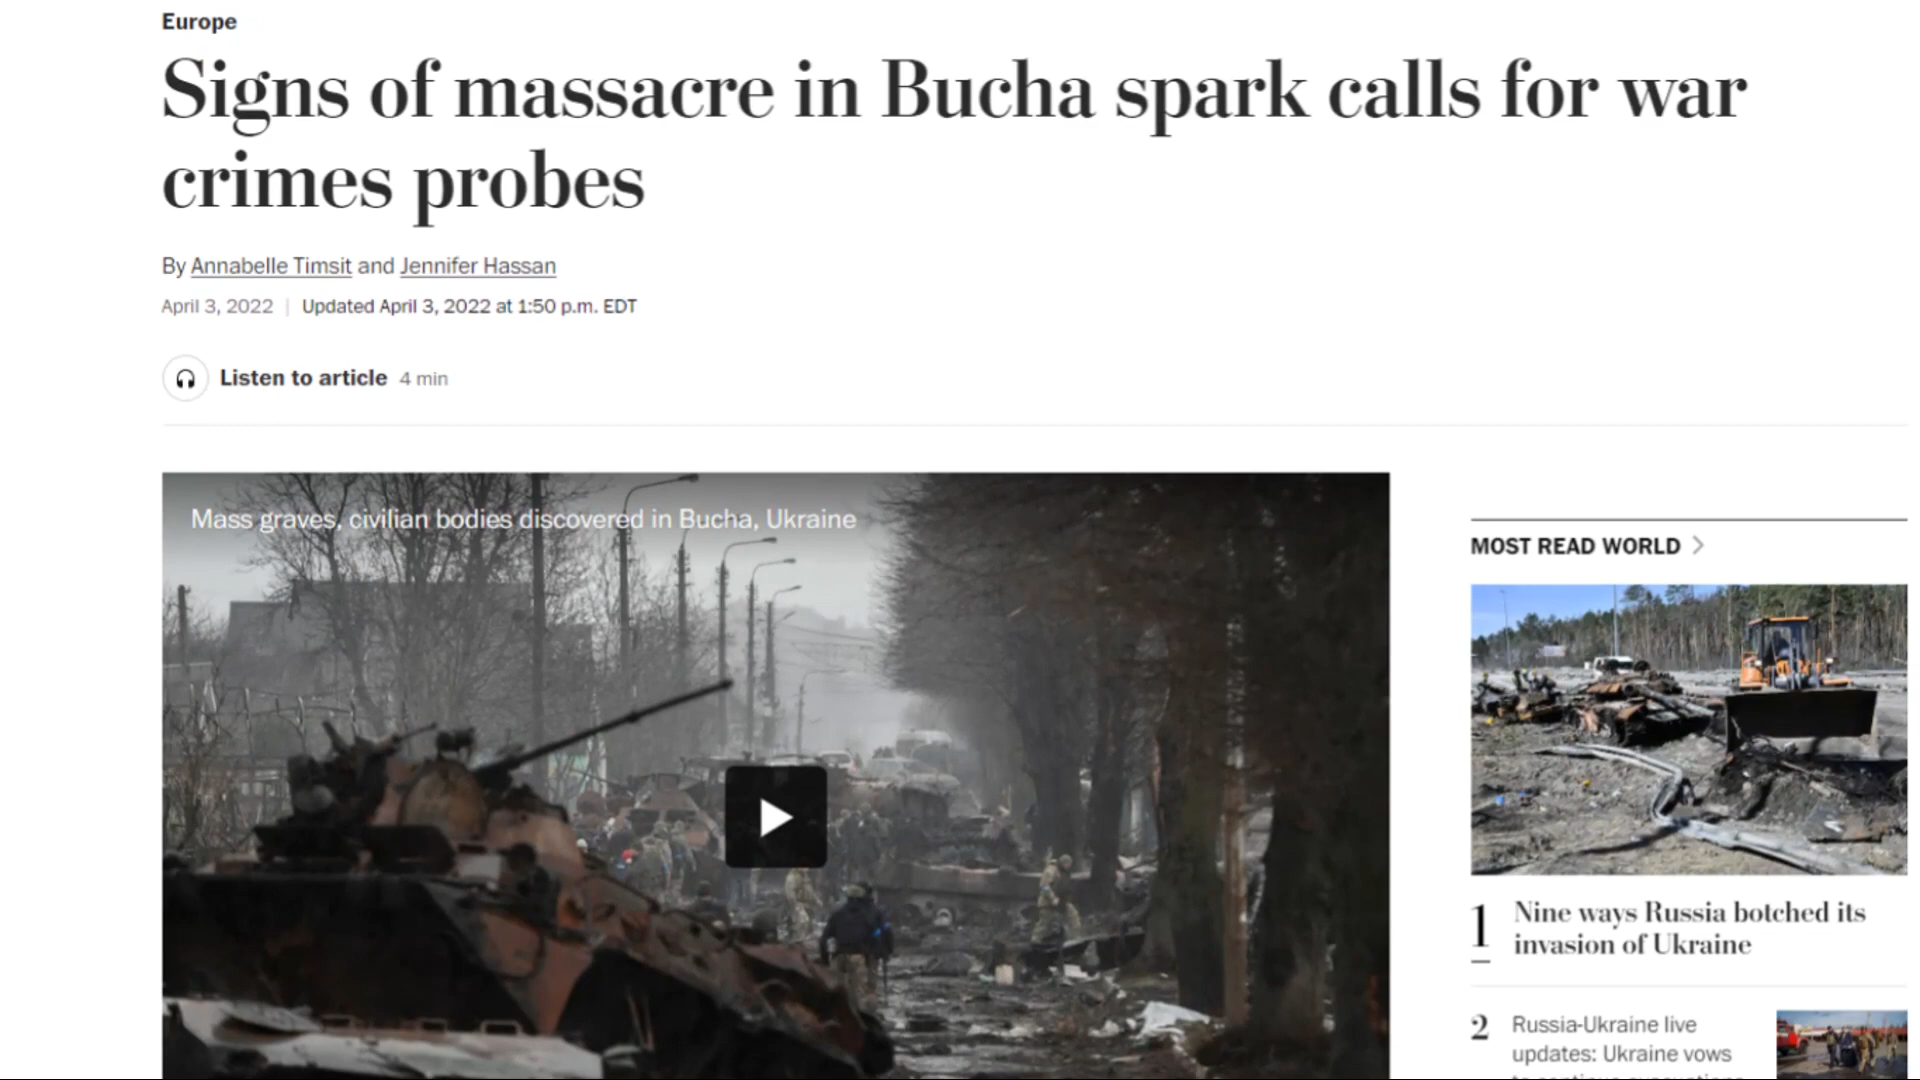 Europe
Signs of massacre in Bucha spark calls for war
crimes probes
By Annabelle Timsit and Jennifer Hassan
April 3, 2022 | Updated April 3, 2022 at 1:50 p.m. EDT
Listen to article 4 min
Mass graves, civilian bodies discovered in Bucha, Ukraine
MOST READ WORLD >
1 Nine ways Russia botched its
invasion of Ukraine
2 Russia-Ukraine live
updates: Ukraine vows